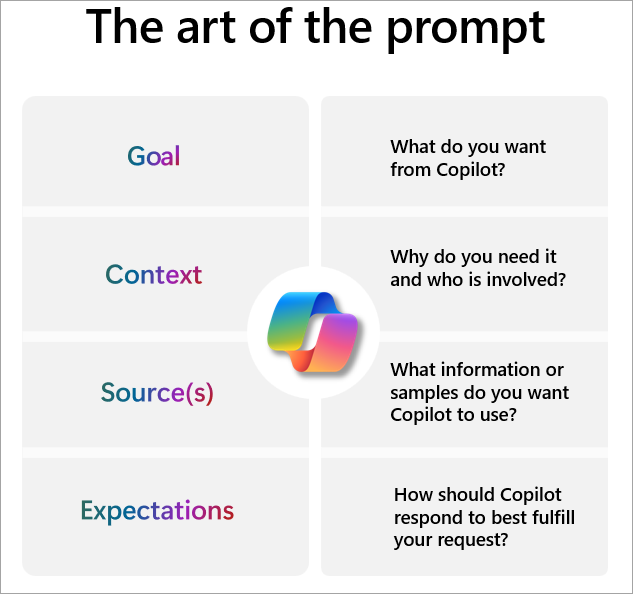 The art of the prompt
Goal
What do you want
from Copilot?
Context
Why do you need it
and who is involved?
Source(s)
What information or
samples do you want
Copilot to use?
Expectations
How should Copilot
respond to best fulfill
your request?